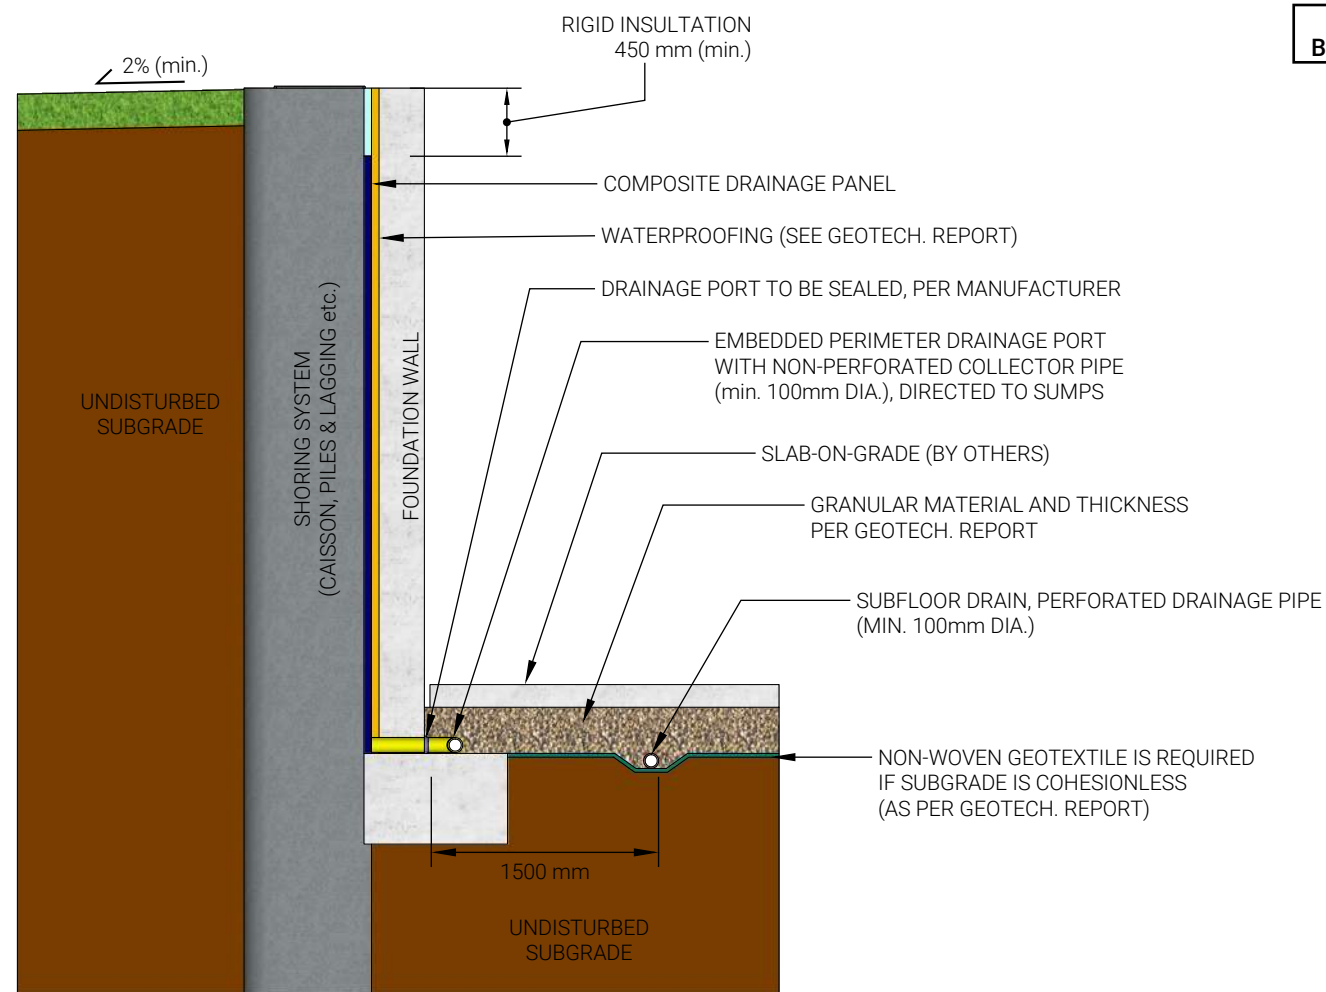 RIGID INSULTATION
450 mm (min.)
B
2% (min.)
COMPOSITE DRAINAGE PANEL
WATERPROOFING (SEE GEOTECH. REPORT)
DRAINAGE PORT TO BE SEALED, PER MANUFACTURER
EMBEDDED PERIMETER DRAINAGE PORT
WITH NON-PERFORATED COLLECTOR PIPE
(min. 100mm DIA.), DIRECTED TO SUMPS
UNDISTURBED
SUBGRADE
SHORING SYSTEM
(CAISSON, PILES & LAGGING etc.)
FOUNDATION WALL
SLAB-ON-GRADE (BY OTHERS)
GRANULAR MATERIAL AND THICKNESS
PER GEOTECH. REPORT
SUBFLOOR DRAIN, PERFORATED DRAINAGE PIPE
(MIN. 100mm DIA.)
NON-WOVEN GEOTEXTILE IS REQUIRED
IF SUBGRADE IS COHESIONLESS
(AS PER GEOTECH. REPORT)
1500 mm
UNDISTURBED
SUBGRADE